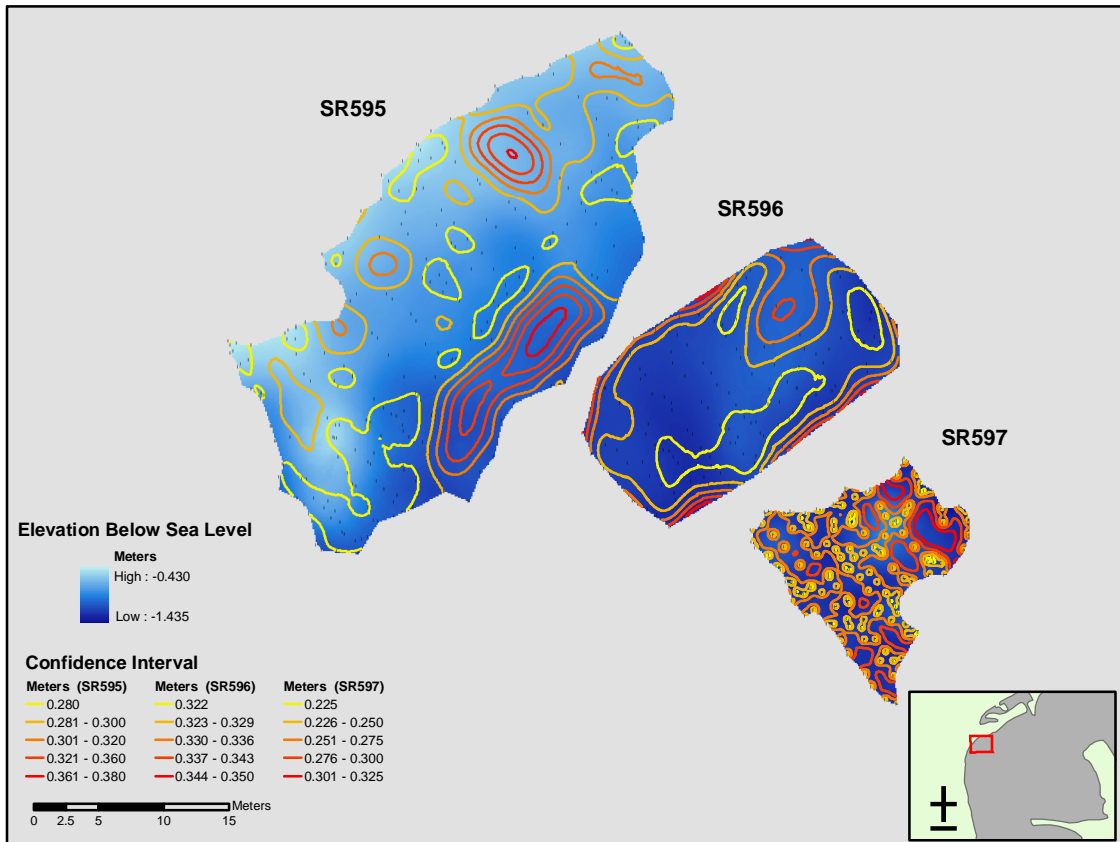 SR595
SR596
SR597
Elevation Below Sea Level
Meters
High : -0.430
Low : -1.435
Confidence Interval
Meters (SR595) Meters (SR596) Meters (SR597)
0.280 0.322 0.225
0.281 - 0.300 0.323 - 0.329 0.226 - 0.250
0.301 - 0.320 0.330 - 0.336 0.251 - 0.275
0.321 - 0.360 0.337 - 0.343 0.276 - 0.300
0.361 - 0.380 0.344 - 0.350 0.301 - 0.325
Meters
0 2.5 5 10 15